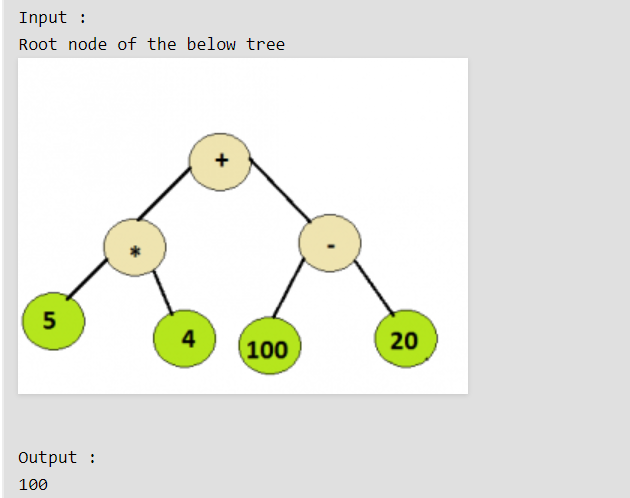 Input :
Root node of the below tree
+
*
-
5
4
100
20
Output :
100